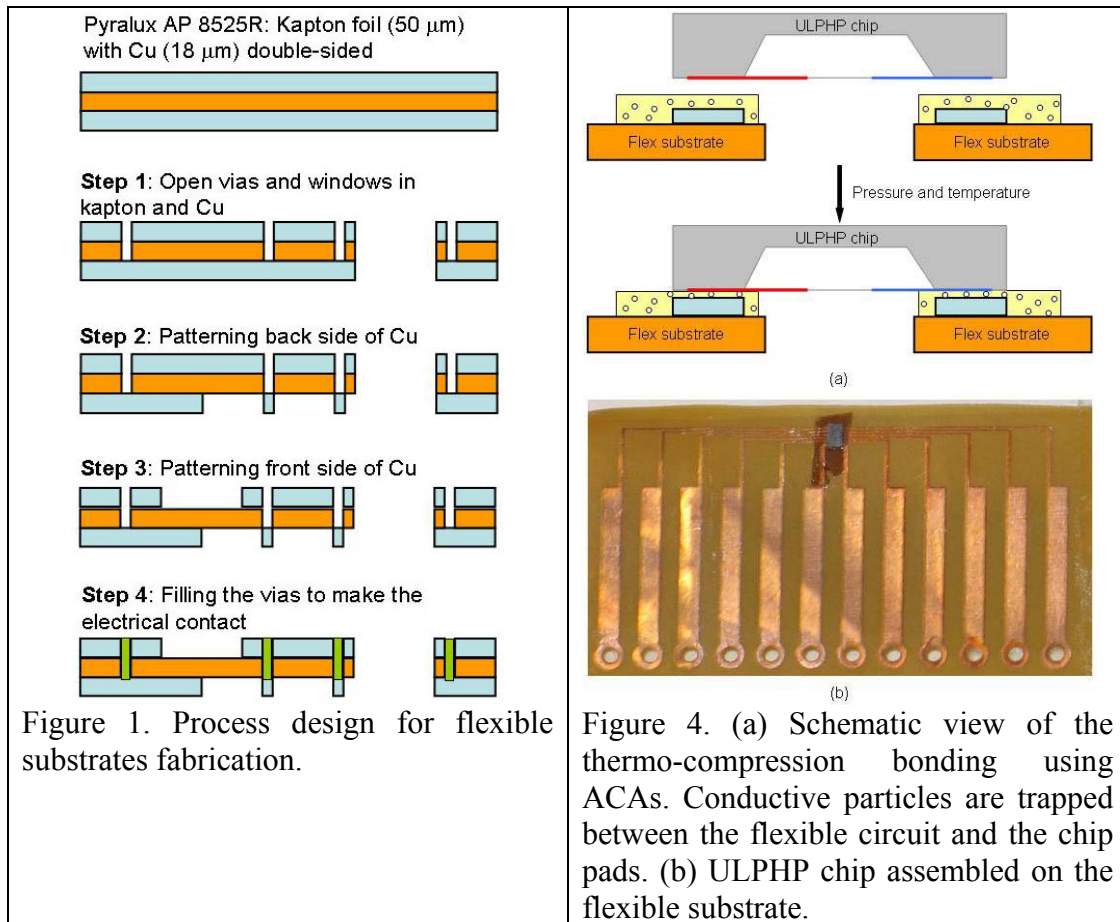 Pyralux AP 8525R: Kapton foil (50 μm)
with Cu (18 μm) double-sided
Step 1: Open vias and windows in
kapton and Cu
Step 2: Patterning back side of Cu
Step 3: Patterning front side of Cu
Step 4: Filling the vias to make the
electrical contact
Figure 1. Process design for flexible
substrates fabrication.
ULPHP chip
Flex substrate
Flex substrate
Pressure and temperature
ULPHP chip
Flex substrate
Flex substrate
(a)
(b)
Figure 4. (a) Schematic view of the
thermo-compression bonding using
ACAs. Conductive particles are trapped
between the flexible circuit and the chip
pads. (b) ULPHP chip assembled on the
flexible substrate.